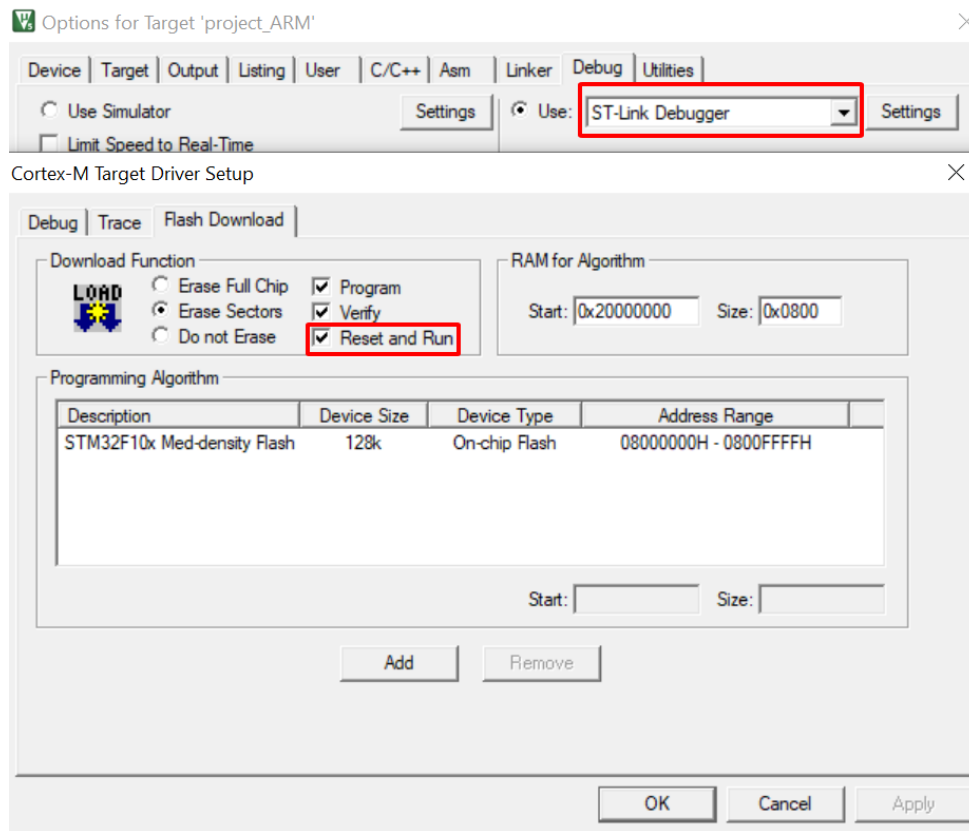 Options for Target 'project_ARM'
Device Target Output Listing User C/C++ Asm Linker Debug Utilities
Use Simulator Settings Use: ST-Link Debugger Settings
Limit Speed to Real-Time
Cortex-M Target Driver Setup
Debug Trace Flash Download
Download Function
LOAD
Erase Full Chip Program
Erase Sectors Verify
Do not Erase Reset and Run
RAM for Algorithm
Start: 0x20000000 Size: 0x0800
Programming Algorithm
Description Device Size Device Type Address Range
STM32F10x Med-density Flash 128k On-chip Flash 08000000H - 0800FFFFH
Start: Size:
Add Remove
OK Cancel Apply